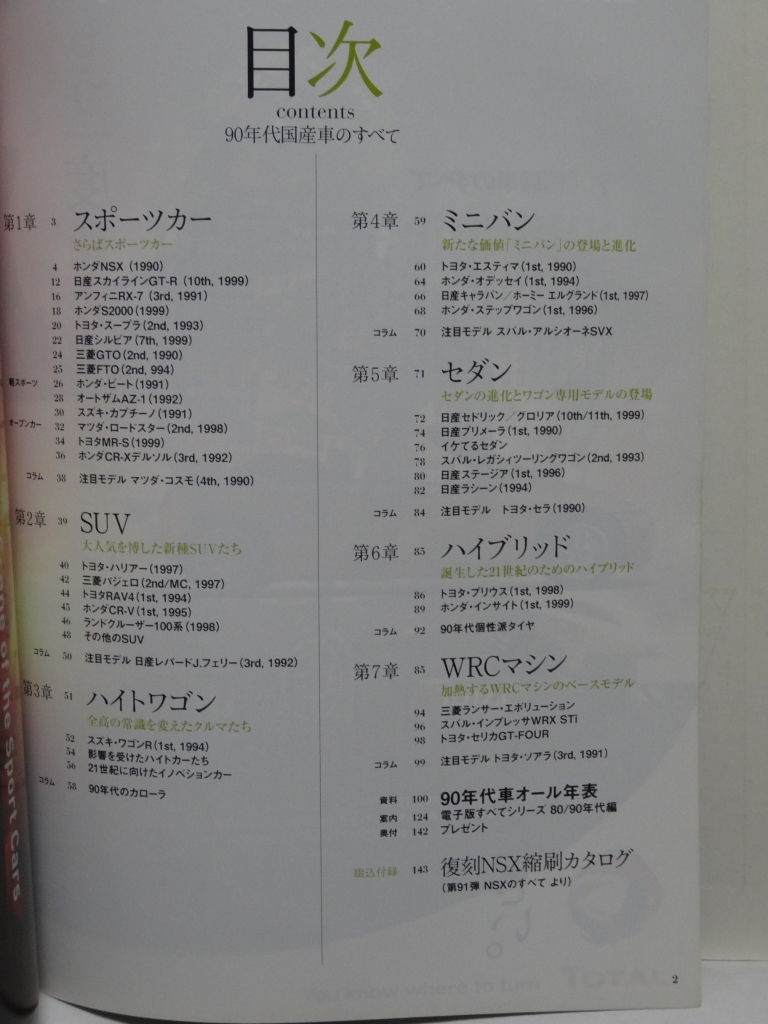 目次
contents
90年代国産車のすべて
第1章 3 スポーツカー
さらばスポーツカー
4 ホンダNSX (1990)
12 日産スカイラインGT-R (10th, 1999)
16 アンフィニRX-7 (3rd, 1991)
18 ホンダS2000 (1999)
20 トヨタ・スープラ (2nd, 1993)
22 日産シルビア (7th, 1999)
24 三菱GTO (2nd, 1990)
25 三菱FTO (2nd, 994)
軽スポーツ 26 ホンダ・ビート (1991)
28 オートザムAZ-1 (1992)
30 スズキ・カプチーノ (1991)
オープンカー 32 マツダ・ロードスター (2nd, 1998)
34 トヨタMR-S (1999)
36 ホンダCR-Xデルソル (3rd, 1992)
コラム 38 注目モデル マツダ・コスモ (4th, 1990)
第2章 39 SUV
大人気を博した新種SUVたち
40 トヨタ・ハリアー (1997)
42 三菱パジェロ (2nd/MC, 1997)
44 トヨタRAV4 (1st, 1994)
45 ホンダCR-V (1st, 1995)
46 ランドクルーザー100系 (1998)
48 その他のSUV
コラム 50 注目モデル 日産レパードJ.フェリー (3rd, 1992)
第3章 51 ハイトワゴン
全高の常識を変えたクルマたち
52 スズキ・ワゴンR (1st, 1994)
54 影響を受けたハイトカーたち
56 21世紀に向けたイノベションカー
コラム 58 90年代のカローラ
第4章 59 ミニバン
新たな価値「ミニバン」の登場と進化
60 トヨタ・エスティマ (1st, 1990)
64 ホンダ・オデッセイ (1st, 1994)
66 日産キャラバン／ホーミー エルグランド (1st, 1997)
68 ホンダ・ステップワゴン (1st, 1996)
コラム 70 注目モデル スバル・アルシオーネSVX
第5章 71 セダン
セダンの進化とワゴン専用モデルの登場
72 日産セドリック／グロリア (10th/11th, 1999)
74 日産プリメーラ (1st, 1990)
76 イケてるセダン
78 スバル・レガシィツーリングワゴン (2nd, 1993)
80 日産ステージア (1st, 1996)
82 日産ラシーン (1994)
コラム 84 注目モデル トヨタ・セラ (1990)
第6章 85 ハイブリッド
誕生した21世紀のためのハイブリッド
86 トヨタ・プリウス (1st, 1998)
89 ホンダ・インサイト (1st, 1999)
コラム 92 90年代個性派タイヤ
第7章 85 WRCマシン
加熱するWRCマシンのベースモデル
94 三菱ランサー・エボリューション
96 スバル・インプレッサWRX STi
98 トヨタ・セリカGT-FOUR
コラム 99 注目モデル トヨタ・ソアラ (3rd, 1991)
資料 100 90年代車オール年表
案内 124 電子版すべてシリーズ 80/90年代編
奥付 142 プレゼント
綴込付録 143 復刻NSX縮刷カタログ
(第91弾 NSXのすべて より)
2
of the Sport Cars
You know where to turn TOTAL